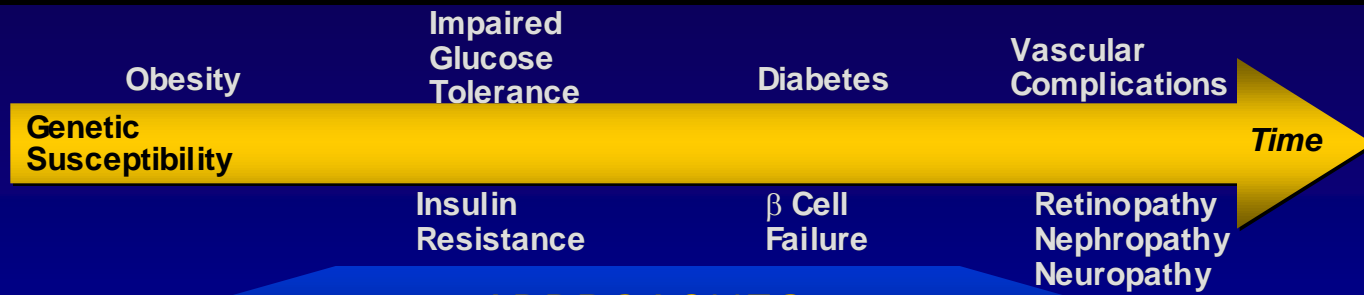 Obesity
Impaired
Glucose
Tolerance
Diabetes
Vascular
Complications
Genetic
Susceptibility
Time
Insulin
Resistance
β Cell
Failure
Retinopathy
Nephropathy
Neuropathy